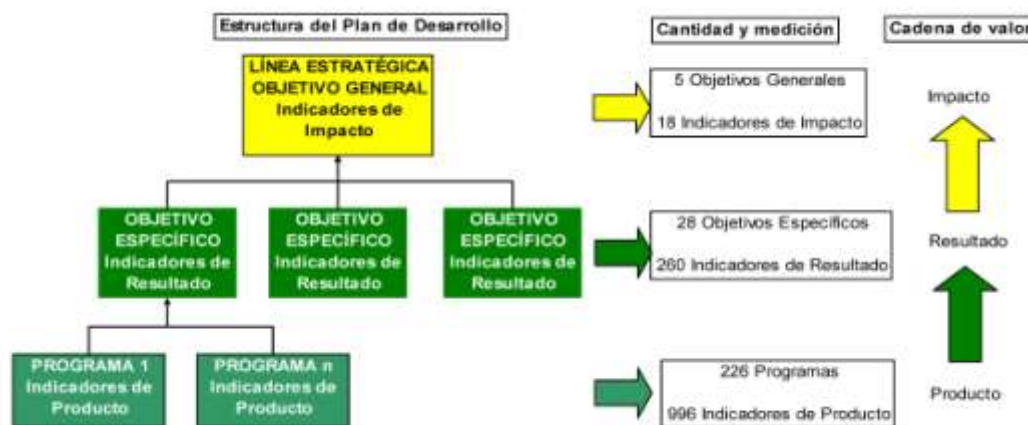 Estructura del Plan de Desarrollo
Cantidad y medición
Cadena de valor
LÍNEA ESTRATÉGICA
OBJETIVO GENERAL
Indicadores de
Impacto
5 Objetivos Generales
18 Indicadores de Impacto
Impacto
OBJETIVO
ESPECÍFICO
Indicadores de
Resultado
OBJETIVO
ESPECÍFICO
Indicadores de
Resultado
OBJETIVO
ESPECÍFICO
Indicadores de
Resultado
28 Objetivos Específicos
260 Indicadores de Resultado
Resultado
PROGRAMA 1
Indicadores de
Producto
PROGRAMA n
Indicadores de
Producto
226 Programas
996 Indicadores de Producto
Producto